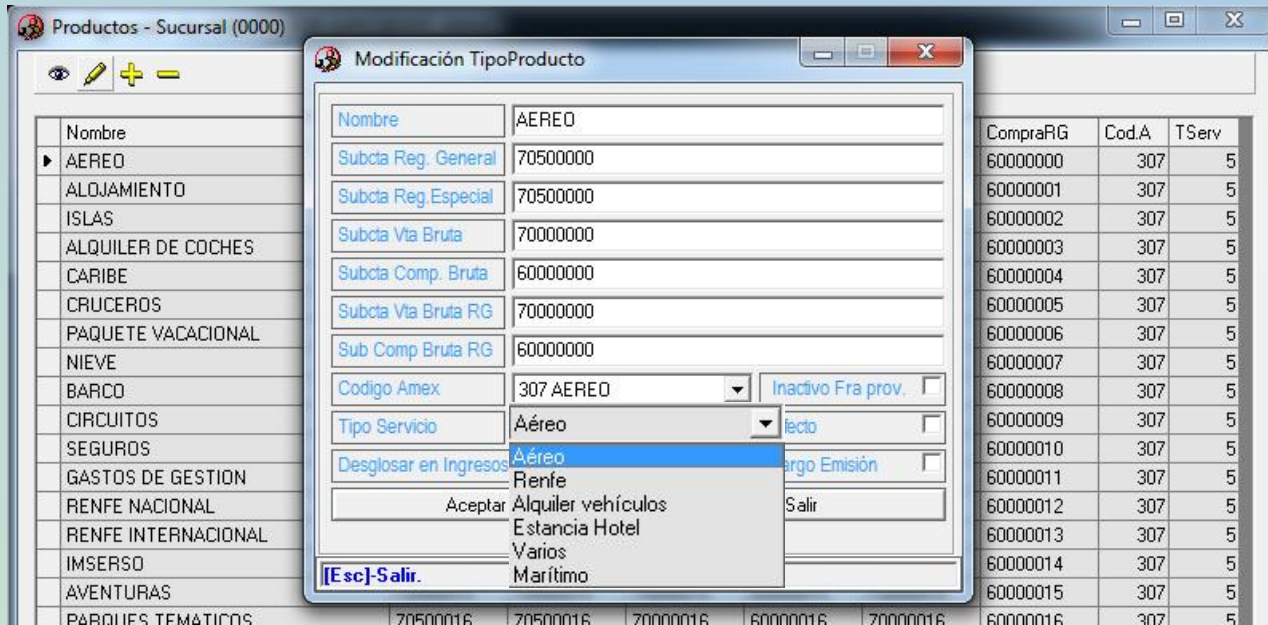 Productos - Sucursal (0000)
Modificación TipoProducto
Nombre AEREO
Subcta Reg. General 70500000
Subcta Reg.Especial 70500000
Subcta Vta Bruta 70000000
Subcta Comp. Bruta 60000000
Subcta Vta Bruta RG 70000000
Sub Comp Bruta RG 60000000
Codigo Amex 307 AEREO Inactivo Fra prov.
Tipo Servicio Aéreo fecto
Desglosar en Ingresos argo Emisión
Aéreo
Renfe
Alquiler vehículos
Estancia Hotel
Varios
Marítimo
Aceptar Salir
[Esc]-Salir.
Nombre CompraRG Cod.A TServ
AEREO 60000000 307 5
ALOJAMIENTO 60000001 307 5
ISLAS 60000002 307 5
ALQUILER DE COCHES 60000003 307 5
CARIBE 60000004 307 5
CRUCEROS 60000005 307 5
PAQUETE VACACIONAL 60000006 307 5
NIEVE 60000007 307 5
BARCO 60000008 307 5
CIRCUITOS 60000009 307 5
SEGUROS 60000010 307 5
GASTOS DE GESTION 60000011 307 5
RENFE NACIONAL 60000012 307 5
RENFE INTERNACIONAL 60000013 307 5
IMSERSO 60000014 307 5
AVENTURAS 60000015 307 5
PARQUES TEMATICOS 70500016 70500016 70000016 60000016 70000016 60000016 307 5